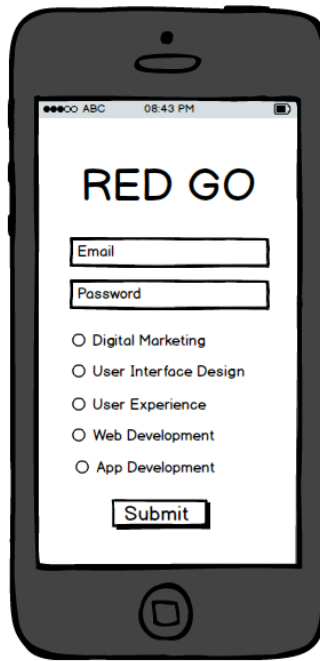 ABC 08:43 PM
RED GO
Email
Password
Digital Marketing
User Interface Design
User Experience
Web Development
App Development
Submit